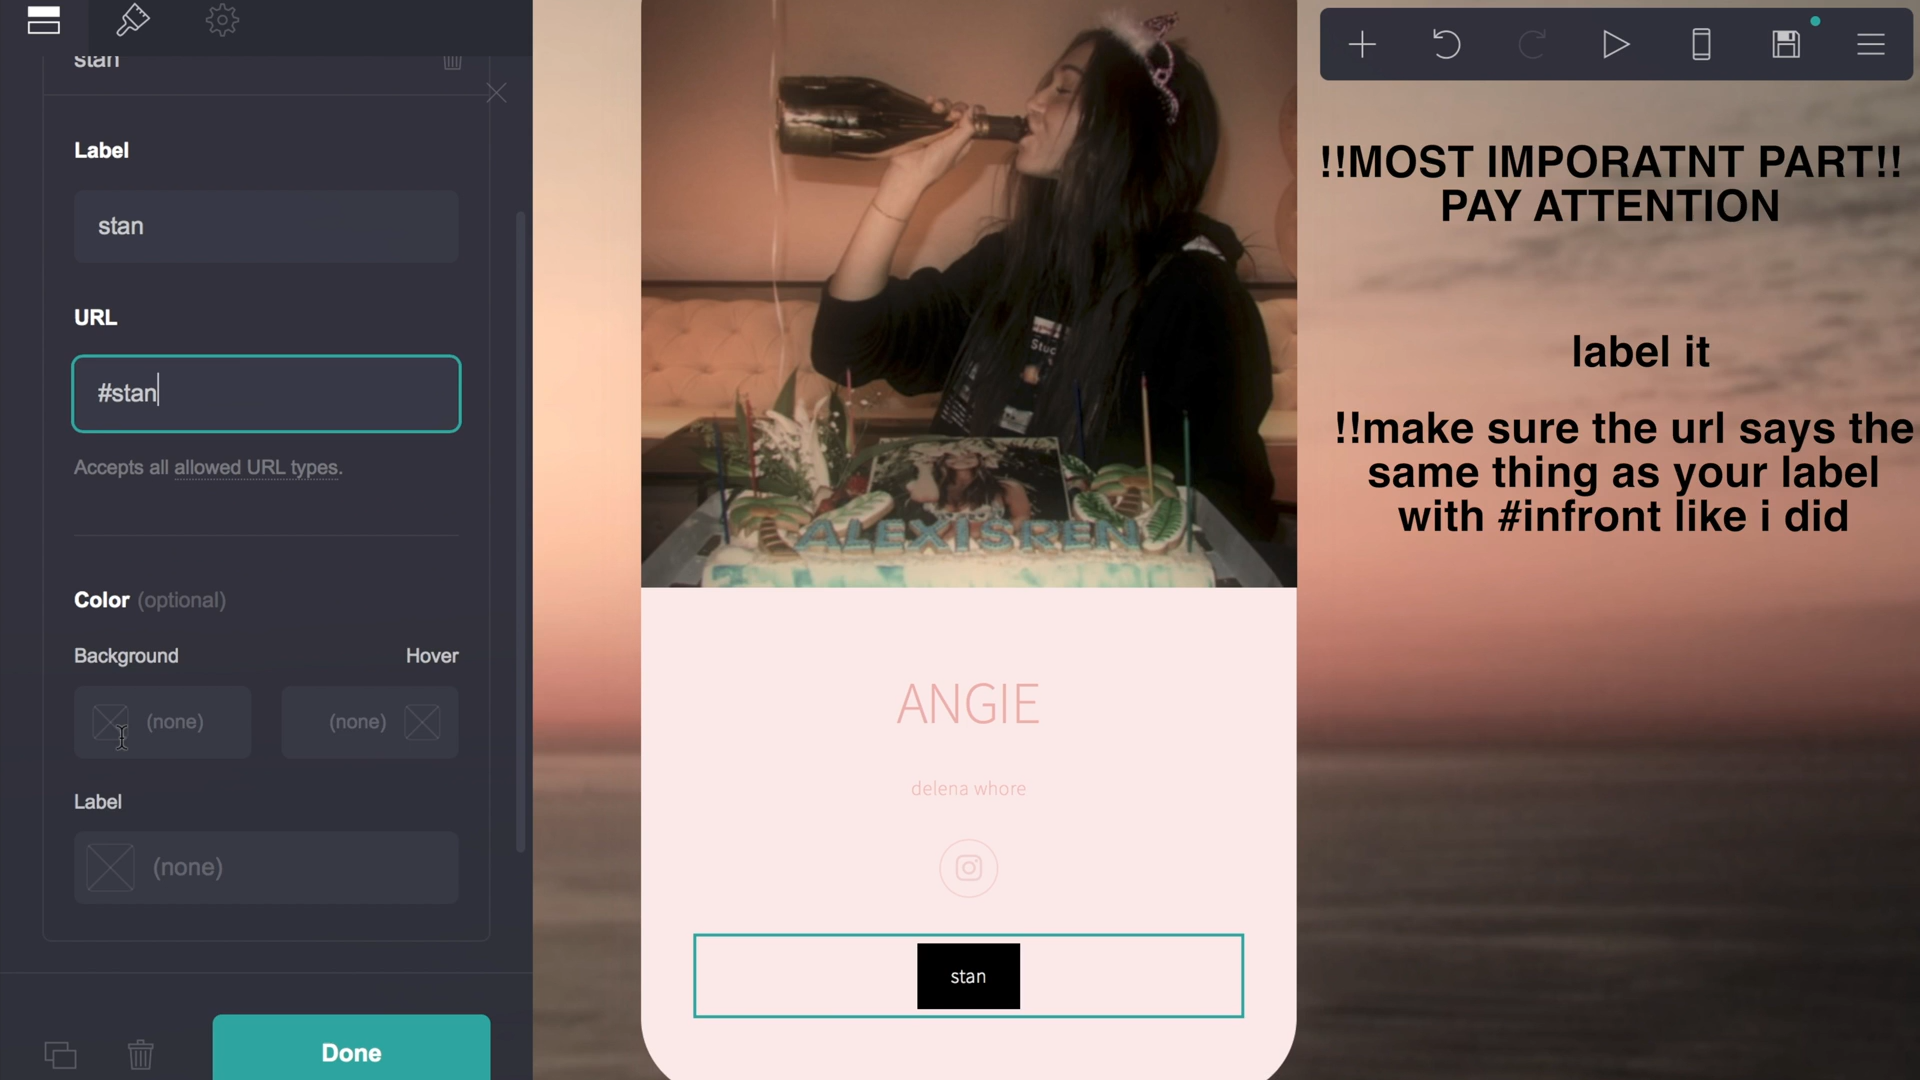 stan
Label
stan
URL
#stan
Accepts all allowed URL types.
Color (optional)
Background
Hover
(none)
(none)
Label
(none)
Done
ALEXISREN
ANGIE
delena whore
stan
!!MOST IMPORATNT PART!!
PAY ATTENTION
label it
!!make sure the url says the
same thing as your label
with #infront like i did